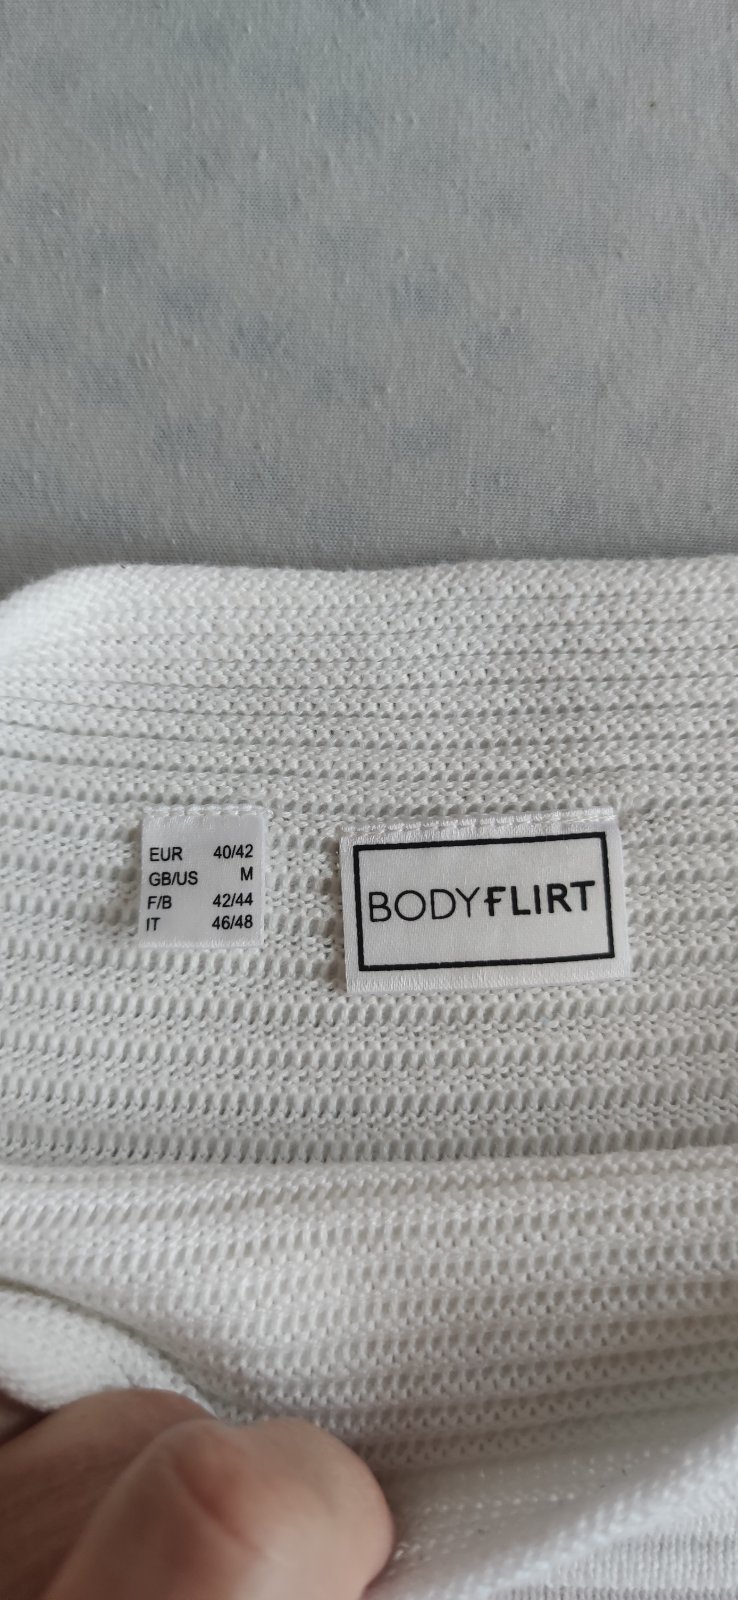 EUR 40/42
GB/US M
F/B 42/44
IT 46/48
BODYFLIRT